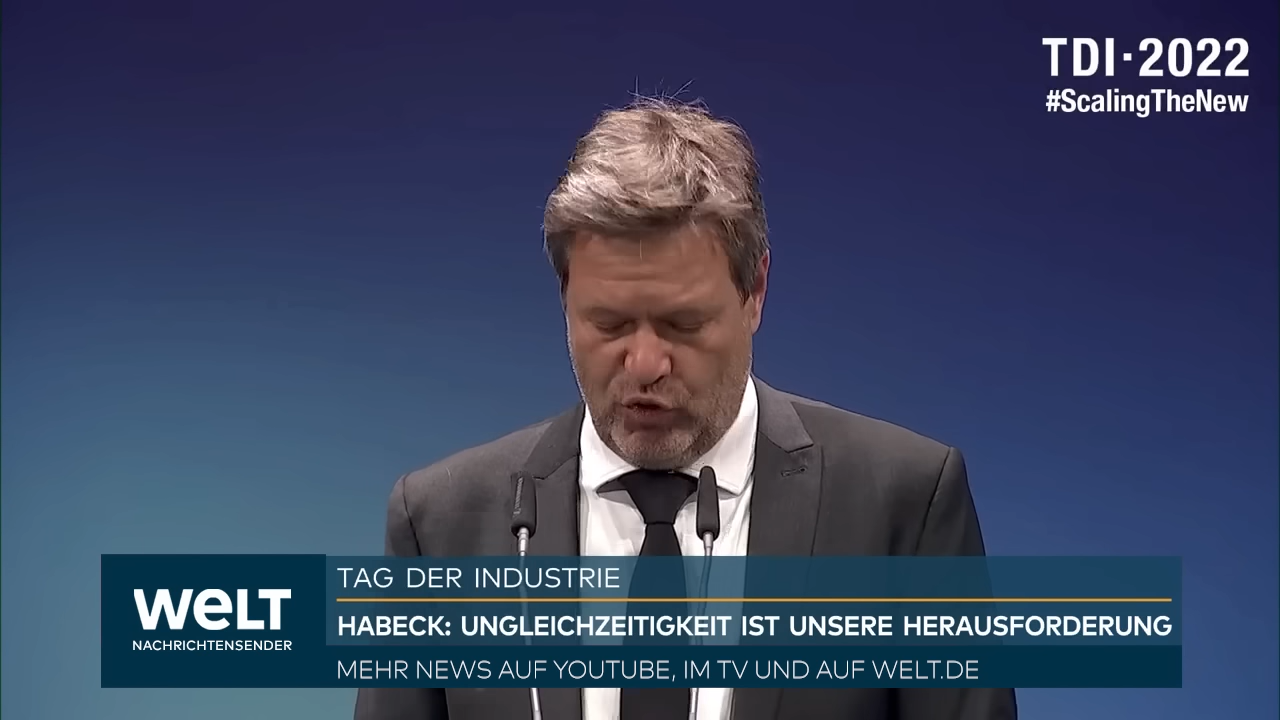 TDI·2022
#ScalingTheNew
TAG DER INDUSTRIE
WELT
HABECK: UNGLEICHZEITIGKEIT IST UNSERE HERAUSFORDERUNG
NACHRICHTENSENDER
MEHR NEWS AUF YOUTUBE, IM TV UND AUF WELT.DE